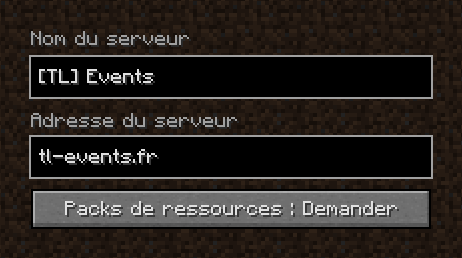 Nom du serveur
[TL] Events
Adresse du serveur
tl-events.fr
Packs de ressources : Demander